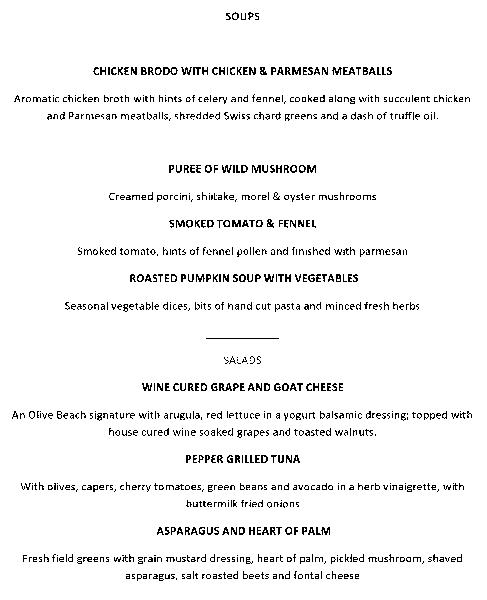 SOUPS
CHICKEN BRODO WITH CHICKEN & PARMESAN MEATBALLS
Aromatic chicken broth with hints of celery and fennel, cooked along with succulent chicken
and Parmesan meatballs, shredded Swiss chard greens and a dash of truffle oil.
PUREE OF WILD MUSHROOM
Creamed porcini, shiitake, morel & oyster mushrooms
SMOKED TOMATO & FENNEL
Smoked tomato, hints of fennel pollen and finished with parmesan
ROASTED PUMPKIN SOUP WITH VEGETABLES
Seasonal vegetable dices, bits of hand cut pasta and minced fresh herbs
SALADS
WINE CURED GRAPE AND GOAT CHEESE
An Olive Beach signature with arugula, red lettuce in a yogurt balsamic dressing; topped with
house cured wine soaked grapes and toasted walnuts.
PEPPER GRILLED TUNA
With olives, capers, cherry tomatoes, green beans and avocado in a herb vinaigrette, with
buttermilk fried onions
ASPARAGUS AND HEART OF PALM
Fresh field greens with grain mustard dressing, heart of palm, pickled mushroom, shaved
asparagus, salt roasted beets and fontal cheese